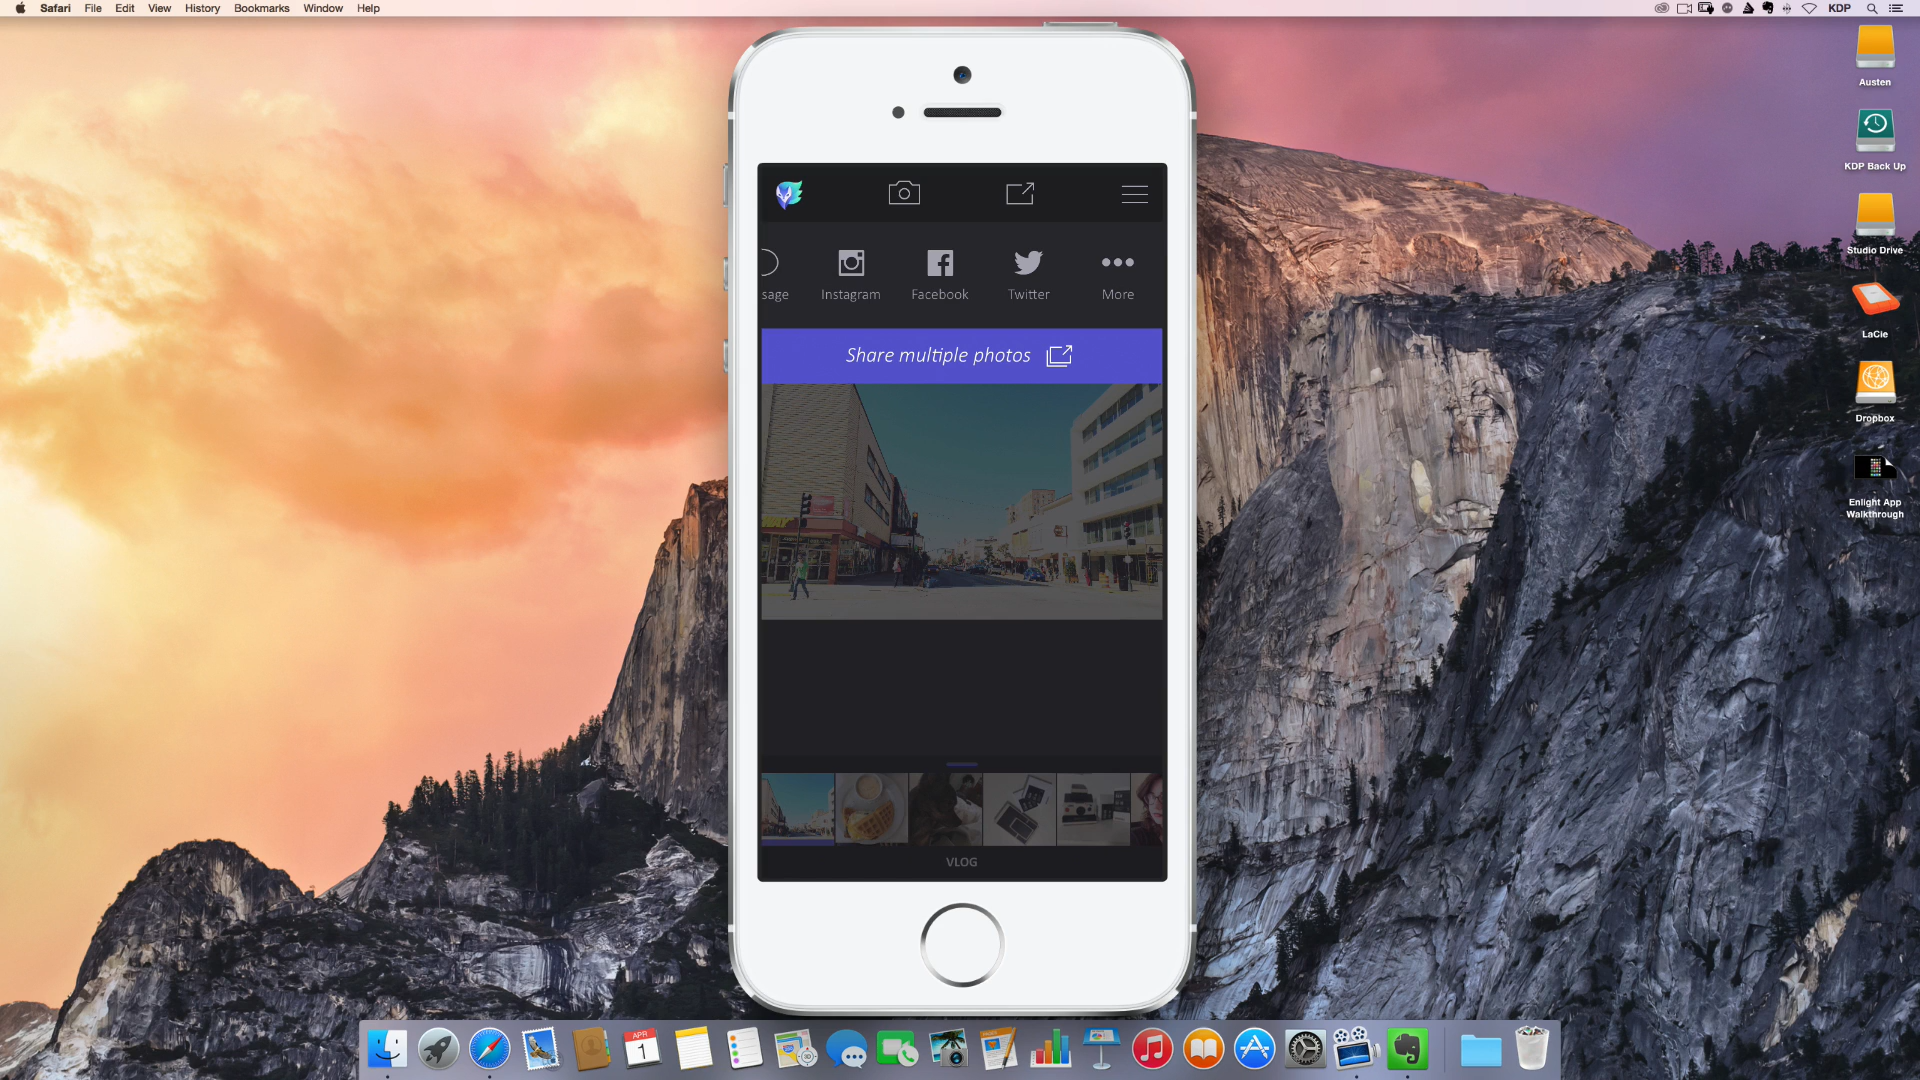 Safari File Edit View History Bookmarks Window Help KDP
Austen
KDP Back Up
Studio Drive
LaCie
Dropbox
Enlight App
Walkthrough
sage Instagram Facebook Twitter More
Share multiple photos
VLOG
APR
1